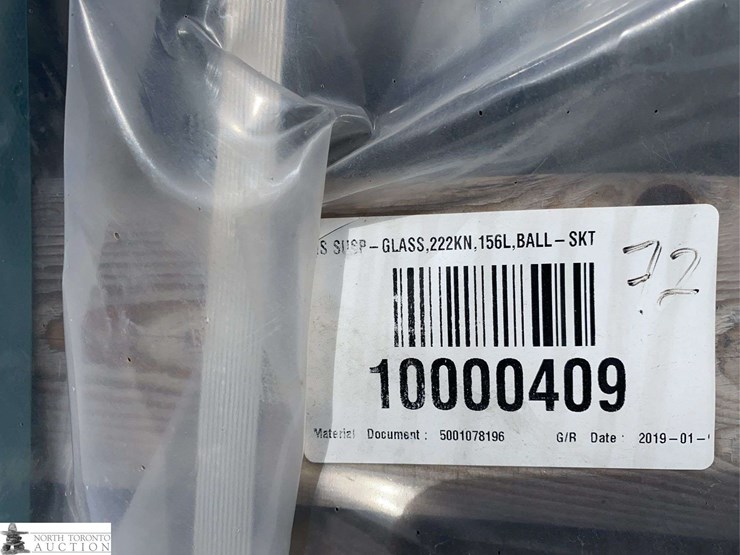 SUSP-GLASS,222KN,156L,BALL-SKT
72
10000409
Material Document: 5001078196 G/R Date: 2019-01-
NORTH TORONTO
AUCTION